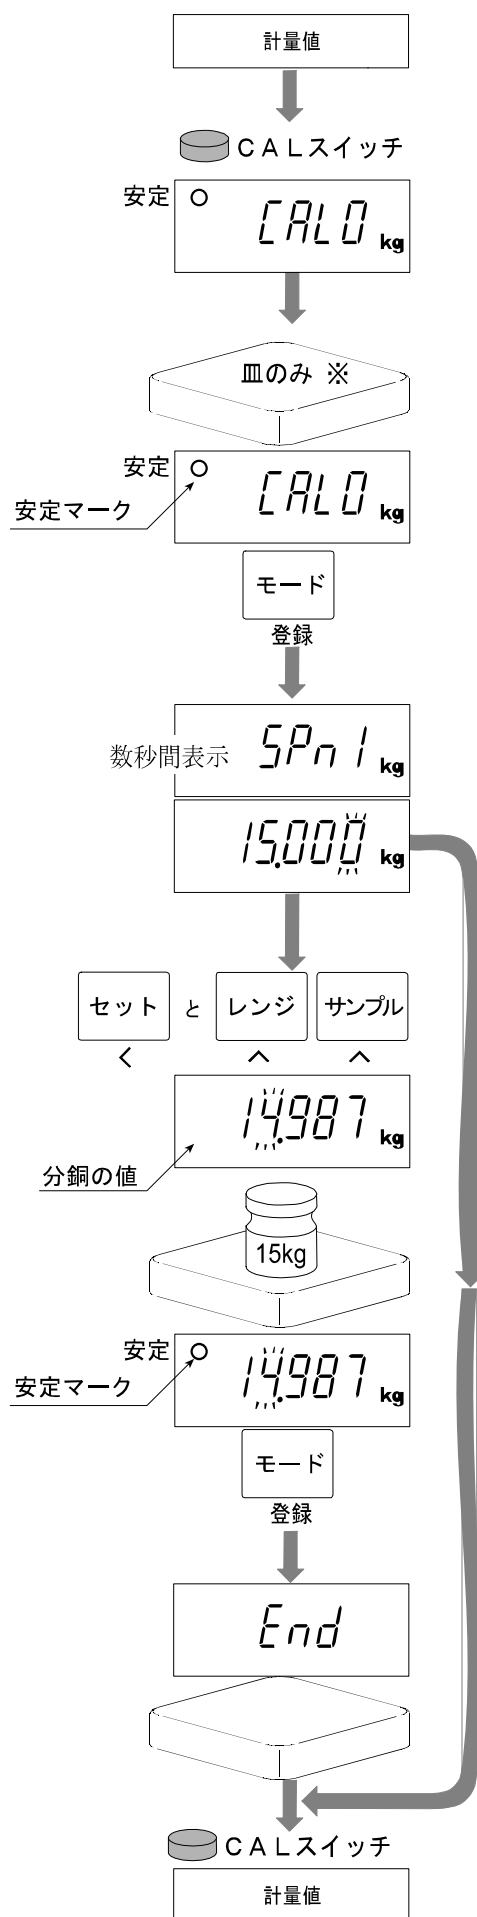 計量値
ＣＡＬスイッチ
安定 ○ CAL0 kg
皿のみ ※
安定 ○ CAL0 kg
安定マーク
モード
登録
数秒間表示 SPn1 kg
15.000 kg
セット と レンジ サンプル
< ^ ^
14.987 kg
分銅の値
15kg
安定 ○ 14.987 kg
安定マーク
モード
登録
End
ＣＡＬスイッチ
計量値